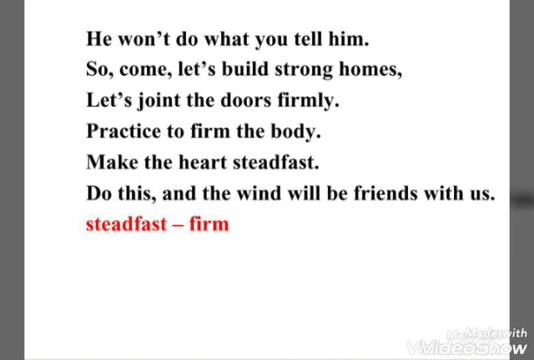 He won't do what you tell him.
So, come, let's build strong homes,
Let's joint the doors firmly.
Practice to firm the body.
Make the heart steadfast.
Do this, and the wind will be friends with us.
steadfast – firm
Made with
VideoShow